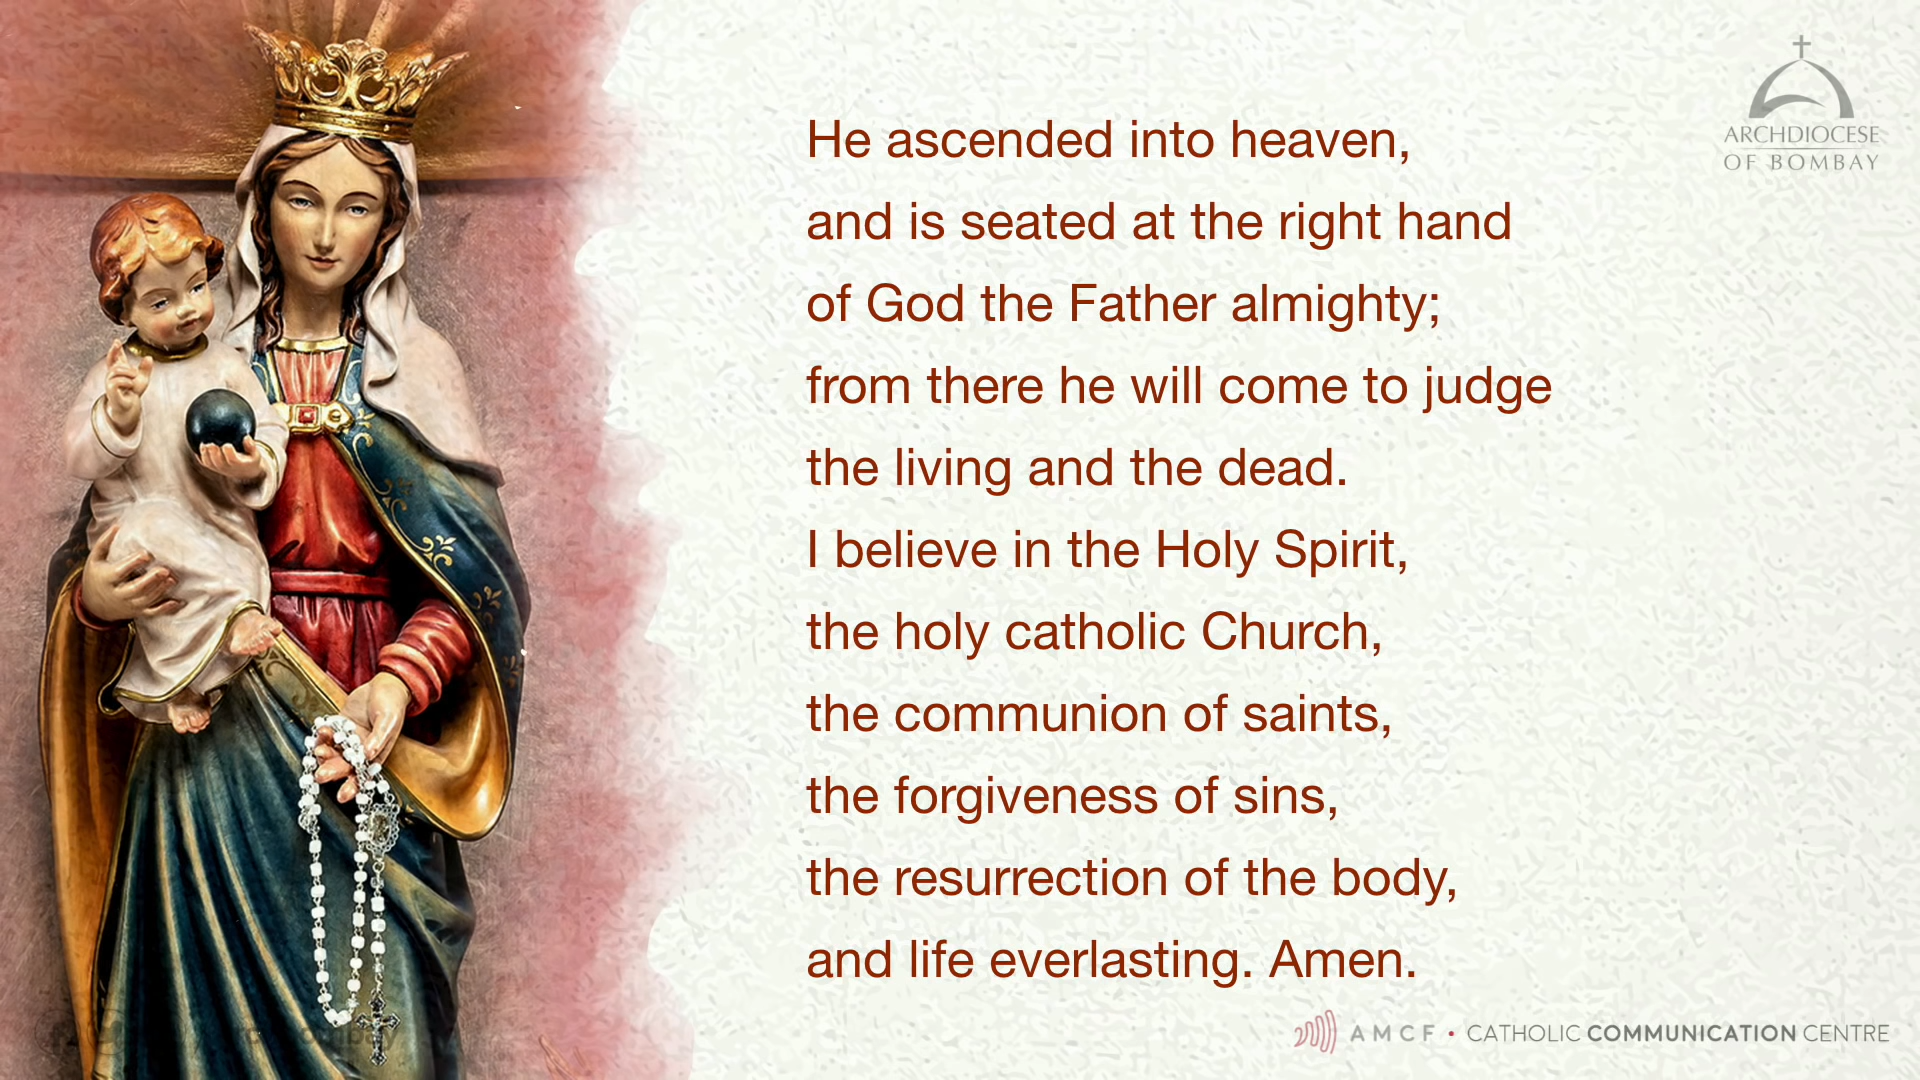 ARCHDIOCESE
OF BOMBAY
He ascended into heaven,
and is seated at the right hand
of God the Father almighty;
from there he will come to judge
the living and the dead.
I believe in the Holy Spirit,
the holy catholic Church,
the communion of saints,
the forgiveness of sins,
the resurrection of the body,
and life everlasting. Amen.
AMCF • CATHOLIC COMMUNICATION CENTRE